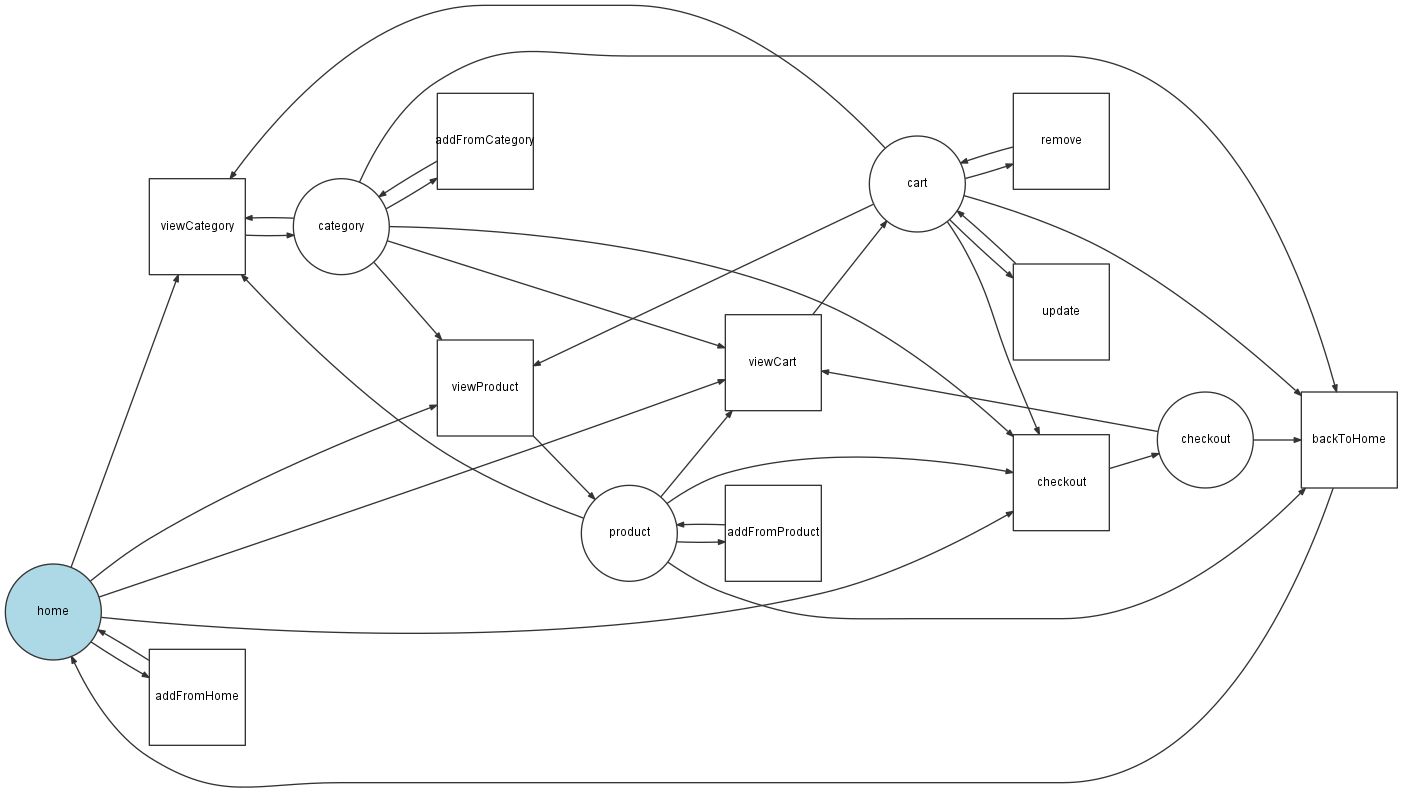 addFromCategory
remove
cart
viewCategory
category
update
viewCart
viewProduct
checkout
backToHome
checkout
product
addFromProduct
home
addFromHome